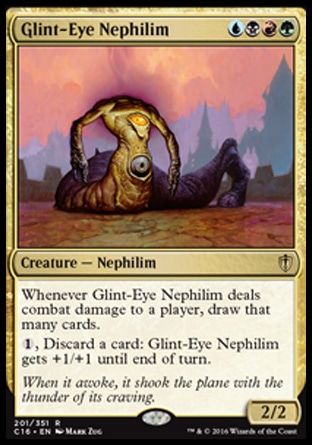 Glint-Eye Nephilim
Creature — Nephilim
Whenever Glint-Eye Nephilim deals
combat damage to a player, draw that
many cards.
1, Discard a card: Glint-Eye Nephilim
gets +1/+1 until end of turn.
When it awoke, it shook the plane with the
thunder of its craving.
2/2
201/351 R
C16 • EN Mark Zug
™ & © 2016 Wizards of the Coast